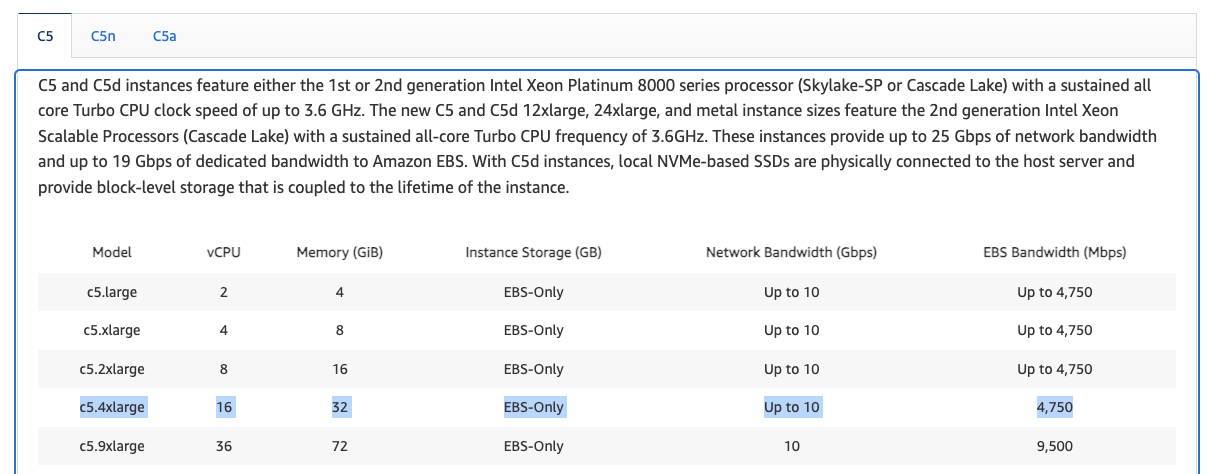 C5 C5n C5a
C5 and C5d instances feature either the 1st or 2nd generation Intel Xeon Platinum 8000 series processor (Skylake-SP or Cascade Lake) with a sustained all
core Turbo CPU clock speed of up to 3.6 GHz. The new C5 and C5d 12xlarge, 24xlarge, and metal instance sizes feature the 2nd generation Intel Xeon
Scalable Processors (Cascade Lake) with a sustained all-core Turbo CPU frequency of 3.6GHz. These instances provide up to 25 Gbps of network bandwidth
and up to 19 Gbps of dedicated bandwidth to Amazon EBS. With C5d instances, local NVMe-based SSDs are physically connected to the host server and
provide block-level storage that is coupled to the lifetime of the instance.
Model vCPU Memory (GiB) Instance Storage (GB) Network Bandwidth (Gbps) EBS Bandwidth (Mbps)
c5.large 2 4 EBS-Only Up to 10 Up to 4,750
c5.xlarge 4 8 EBS-Only Up to 10 Up to 4,750
c5.2xlarge 8 16 EBS-Only Up to 10 Up to 4,750
c5.4xlarge 16 32 EBS-Only Up to 10 4,750
c5.9xlarge 36 72 EBS-Only 10 9,500